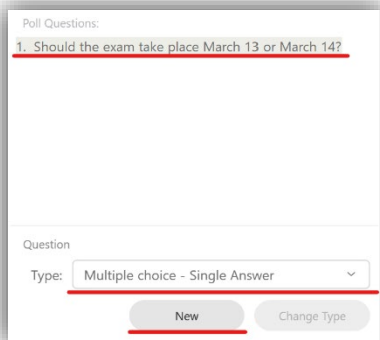 Poll Questions:
1. Should the exam take place March 13 or March 14?
Question
Type: Multiple choice - Single Answer
New Change Type